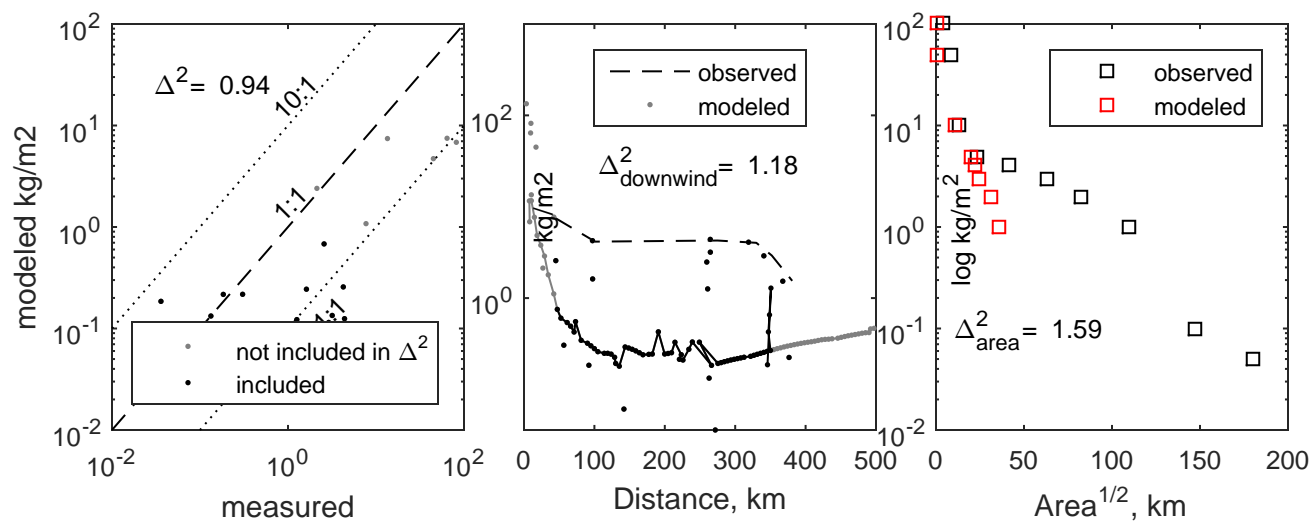 modeled kg/m2
10^2
10^1
10^0
10^-1
10^-2
Δ^2= 0.94
10:1
1:1
1:1
not included in Δ^2
included
10^-2
10^0
10^2
measured
10^2
10^0
kg/m2
observed
modeled
Δ^2_downwind= 1.18
0
100
200
300
400
500
Distance, km
10^2
10^1
10^0
10^-1
10^-2
log kg/m^2
observed
modeled
Δ^2_area= 1.59
0
50
100
150
200
Area^1/2, km